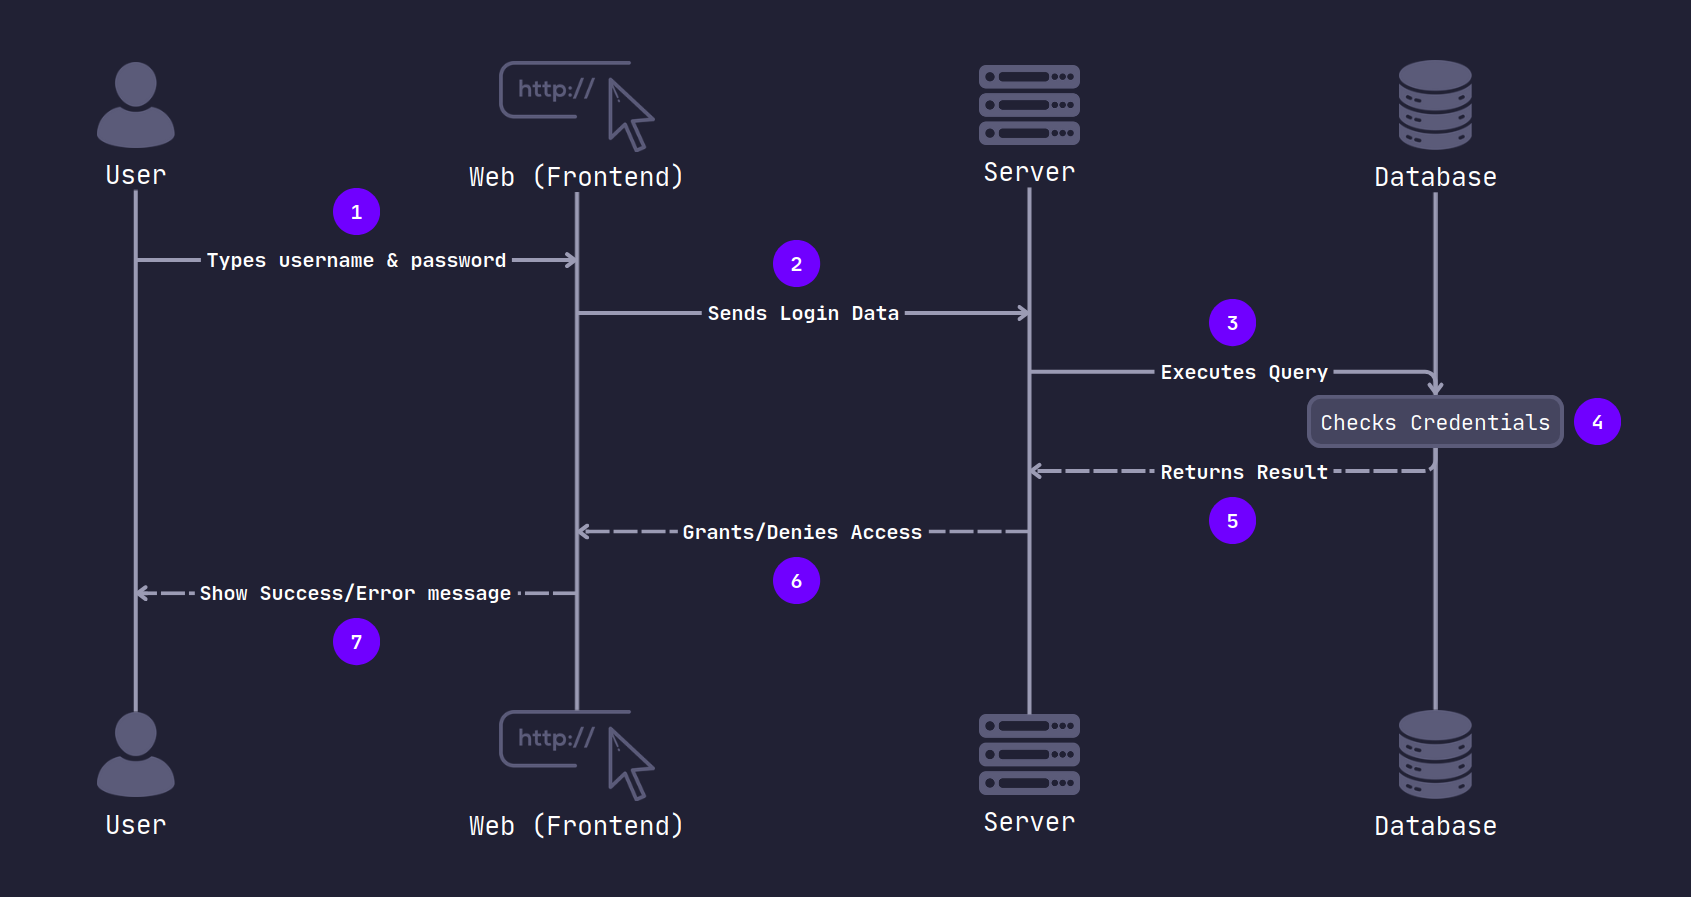 http://
http://
User
Web (Frontend)
Server
Database
1
Types username & password
2
Sends Login Data
3
Executes Query
Checks Credentials
4
Returns Result
5
Grants/Denies Access
6
Show Success/Error message
7
http://
User
Web (Frontend)
Server
Database